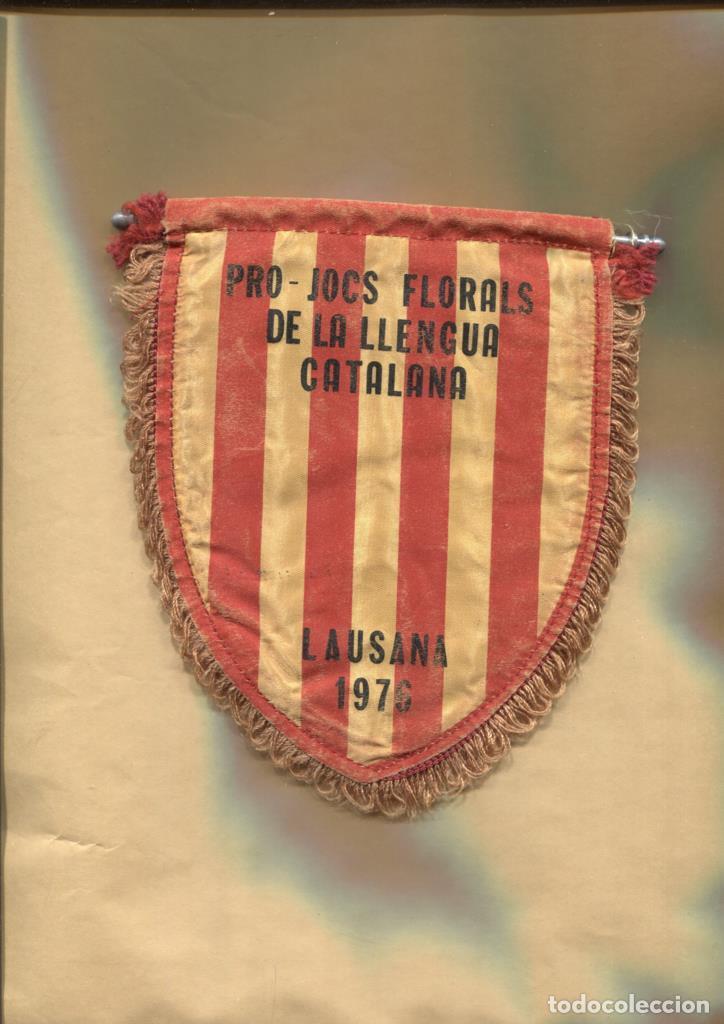 PRO-JOCS FLORALS
DE LA LLENGUA
CATALANA
LAUSANA
1976
todocoleccion